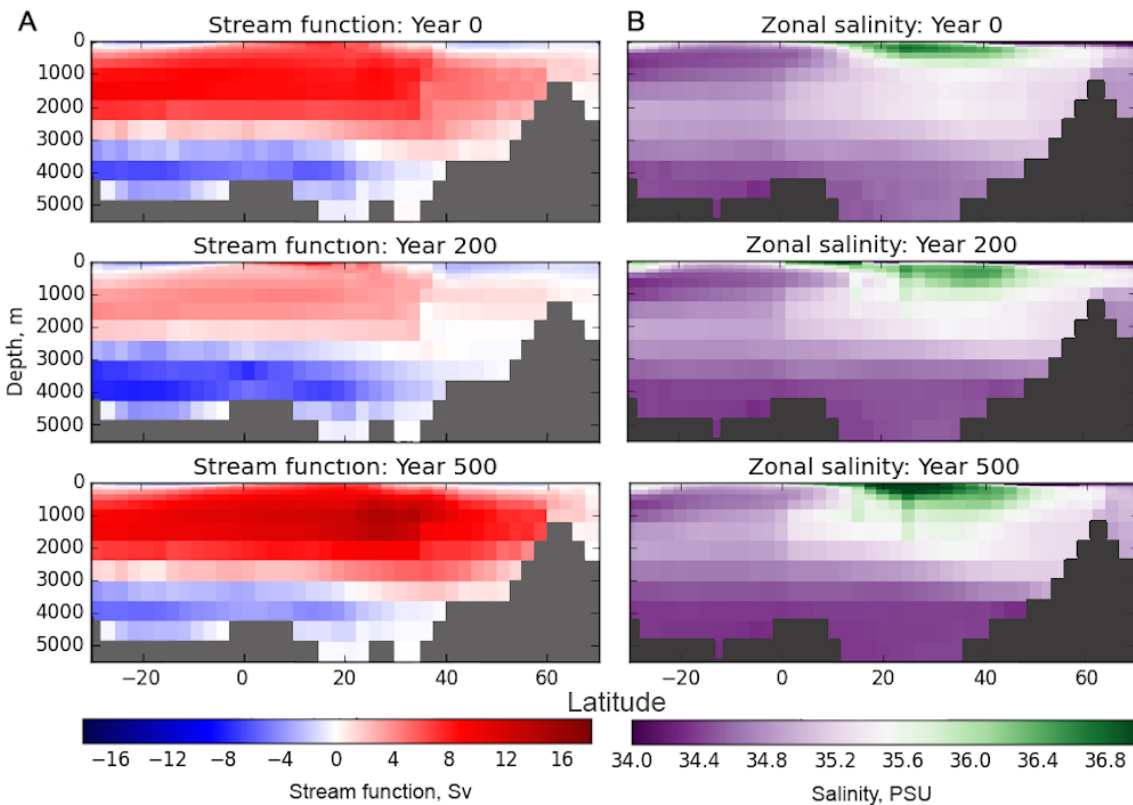 A
Stream function: Year 0
B
Zonal salinity: Year 0
0
1000
2000
3000
4000
5000
Stream function: Year 200
Zonal salinity: Year 200
0
1000
2000
3000
4000
5000
Depth, m
Stream function: Year 500
Zonal salinity: Year 500
0
1000
2000
3000
4000
5000
−20 0 20 40 60
−20 0 20 40 60
Latitude
−16 −12 −8 −4 0 4 8 12 16
34.0 34.4 34.8 35.2 35.6 36.0 36.4 36.8
Stream function, Sv
Salinity, PSU